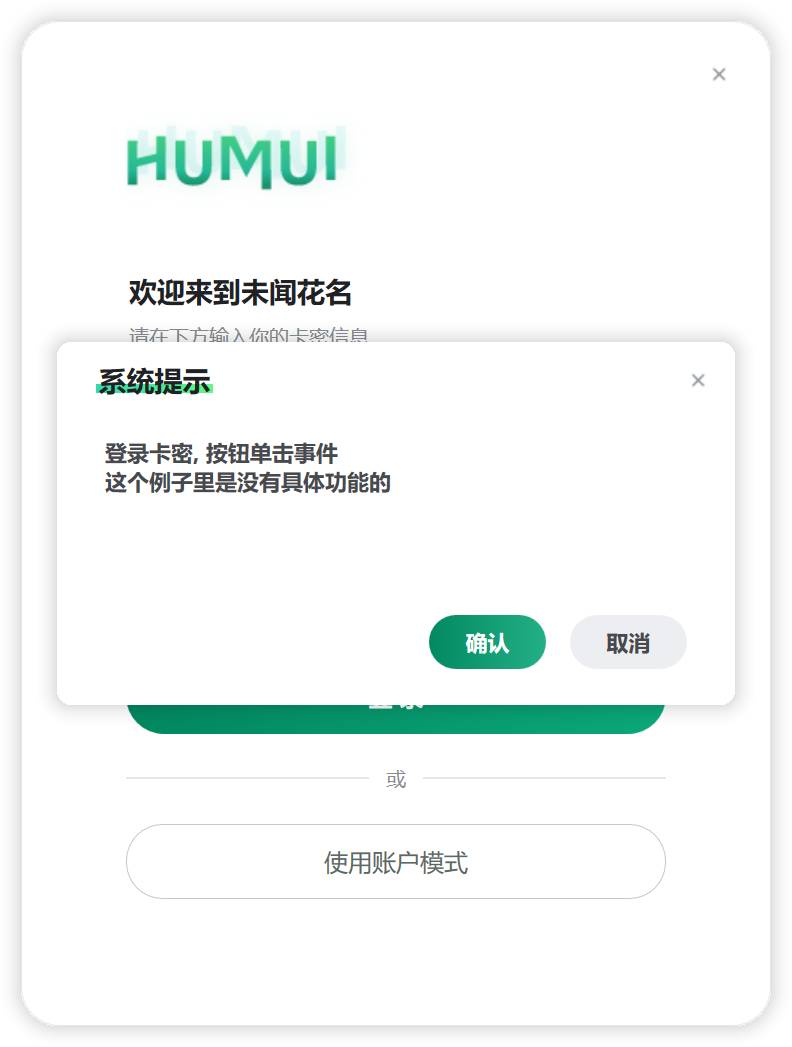 HUMUI
欢迎来到未闻花名
请在下方输入你的卡密信息
系统提示
登录卡密, 按钮单击事件
这个例子里是没有具体功能的
确认
取消
或
使用账户模式